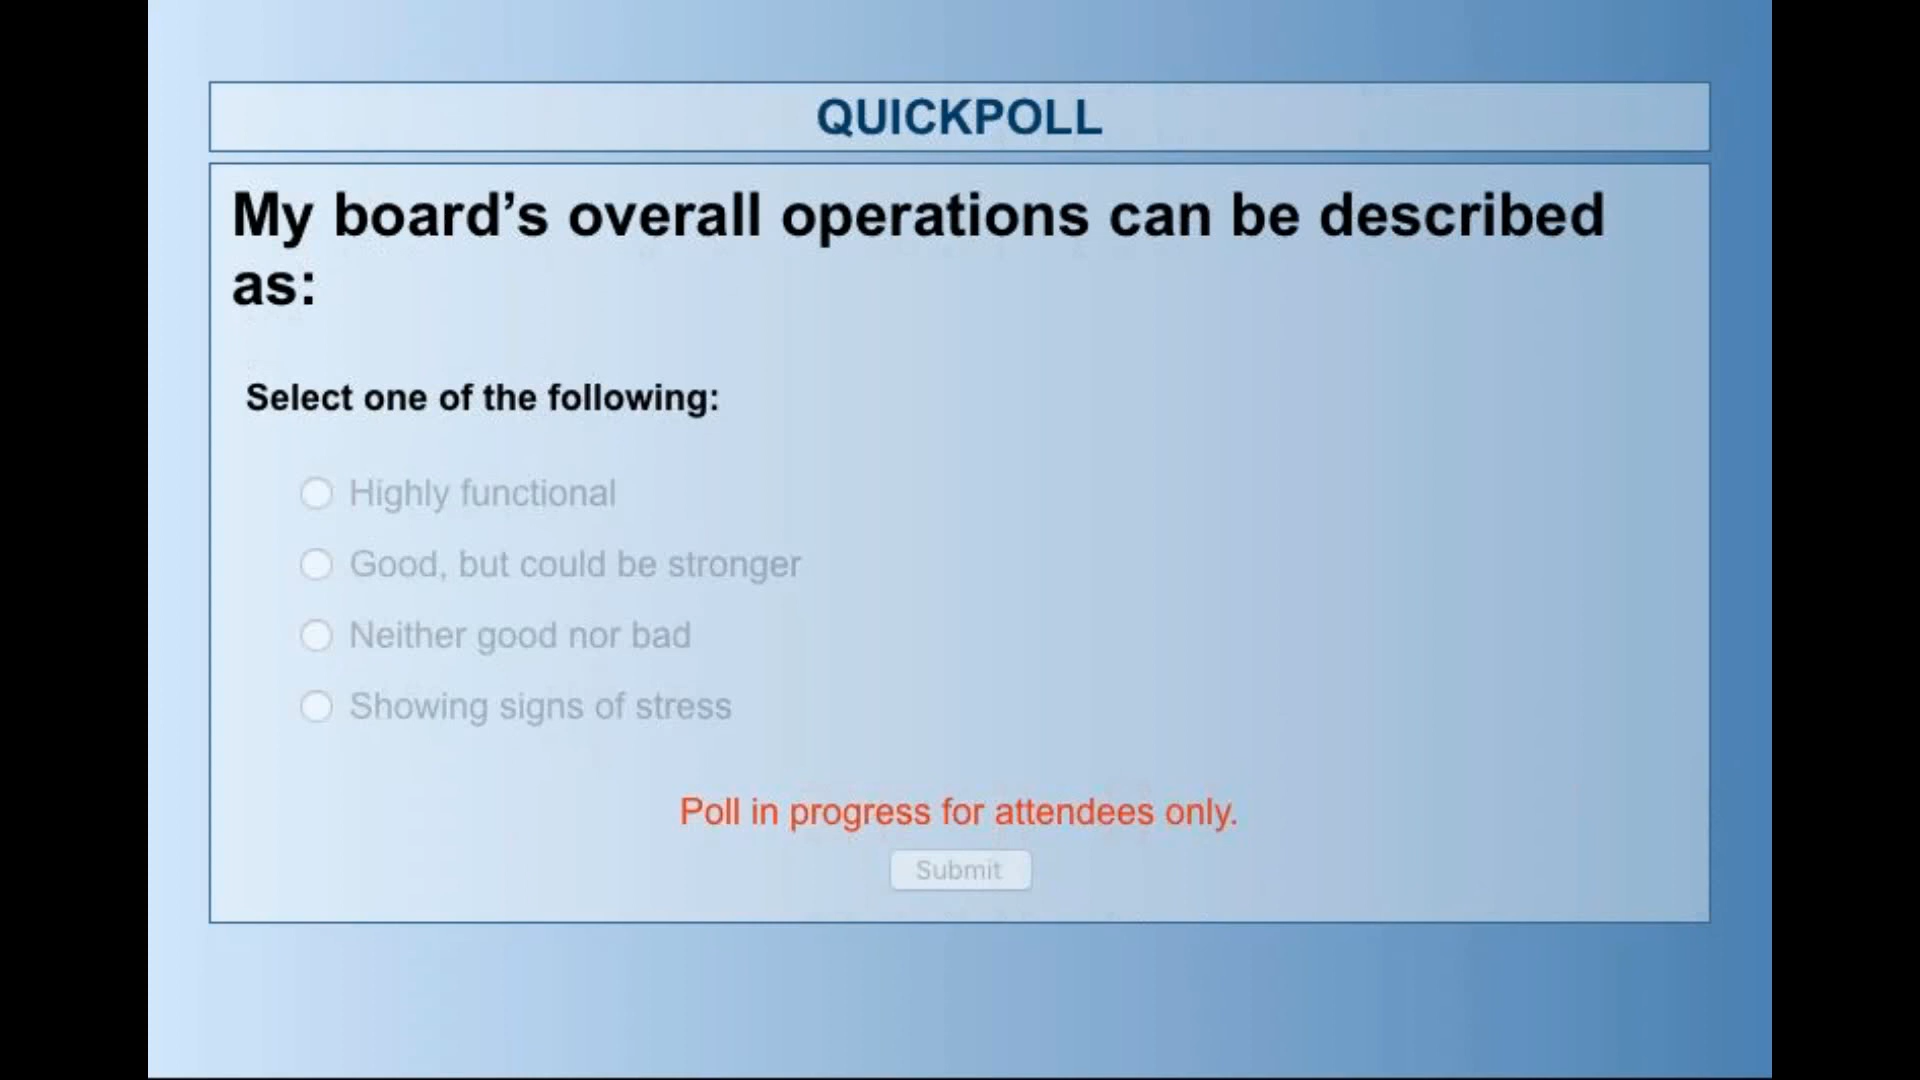 QUICKPOLL
My board’s overall operations can be described
as:
Select one of the following:
Highly functional
Good, but could be stronger
Neither good nor bad
Showing signs of stress
Poll in progress for attendees only.
Submit